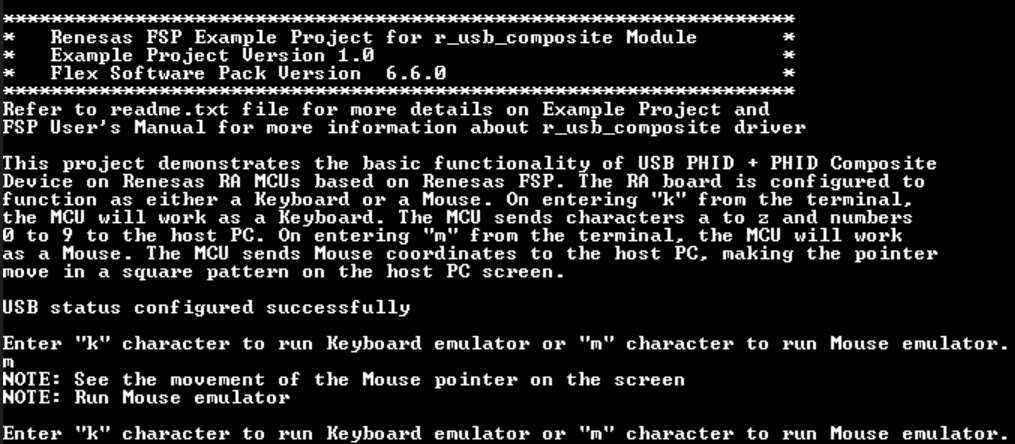 ********************************************************************************
*   Renesas FSP Example Project for r_usb_composite Module        *
*   Example Project Version 1.0                                   *
*   Flex Software Pack Version  6.6.0                             *
********************************************************************************
Refer to readme.txt file for more details on Example Project and
FSP User's Manual for more information about r_usb_composite driver
This project demonstrates the basic functionality of USB PHID + PHID Composite
Device on Renesas RA MCUs based on Renesas FSP. The RA board is configured to
function as either a Keyboard or a Mouse. On entering "k" from the terminal,
the MCU will work as a Keyboard. The MCU sends characters a to z and numbers
0 to 9 to the host PC. On entering "m" from the terminal, the MCU will work
as a Mouse. The MCU sends Mouse coordinates to the host PC, making the pointer
move in a square pattern on the host PC screen.
USB status configured successfully
Enter "k" character to run Keyboard emulator or "m" character to run Mouse emulator.
m
NOTE: See the movement of the Mouse pointer on the screen
NOTE: Run Mouse emulator
Enter "k" character to run Keyboard emulator or "m" character to run Mouse emulator.